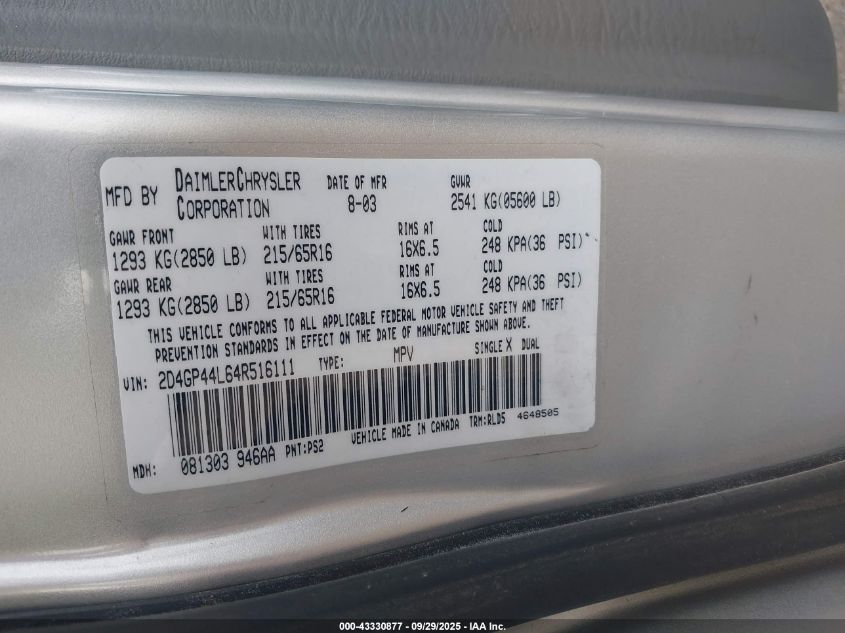 MFD BY DAIMLERCHRYSLER CORPORATION DATE OF MFR 8-03 GVWR 2541 KG(05600 LB)
GAWR FRONT WITH TIRES RIMS AT COLD
1293 KG(2850 LB) 215/65R16 16X6.5 248 KPA(36 PSI)
GAWR REAR WITH TIRES RIMS AT COLD
1293 KG(2850 LB) 215/65R16 16X6.5 248 KPA(36 PSI)
THIS VEHICLE CONFORMS TO ALL APPLICABLE FEDERAL MOTOR VEHICLE SAFETY AND THEFT
PREVENTION STANDARDS IN EFFECT ON THE DATE OF MANUFACTURE SHOWN ABOVE.
VIN: 2D4GP44L64R516111 TYPE: MPV SINGLE X DUAL
MDH: 081303 946AA PNT:PS2 VEHICLE MADE IN CANADA TRM:RLD5 4648505
000-43330877 - 09/29/2025 - IAA Inc.